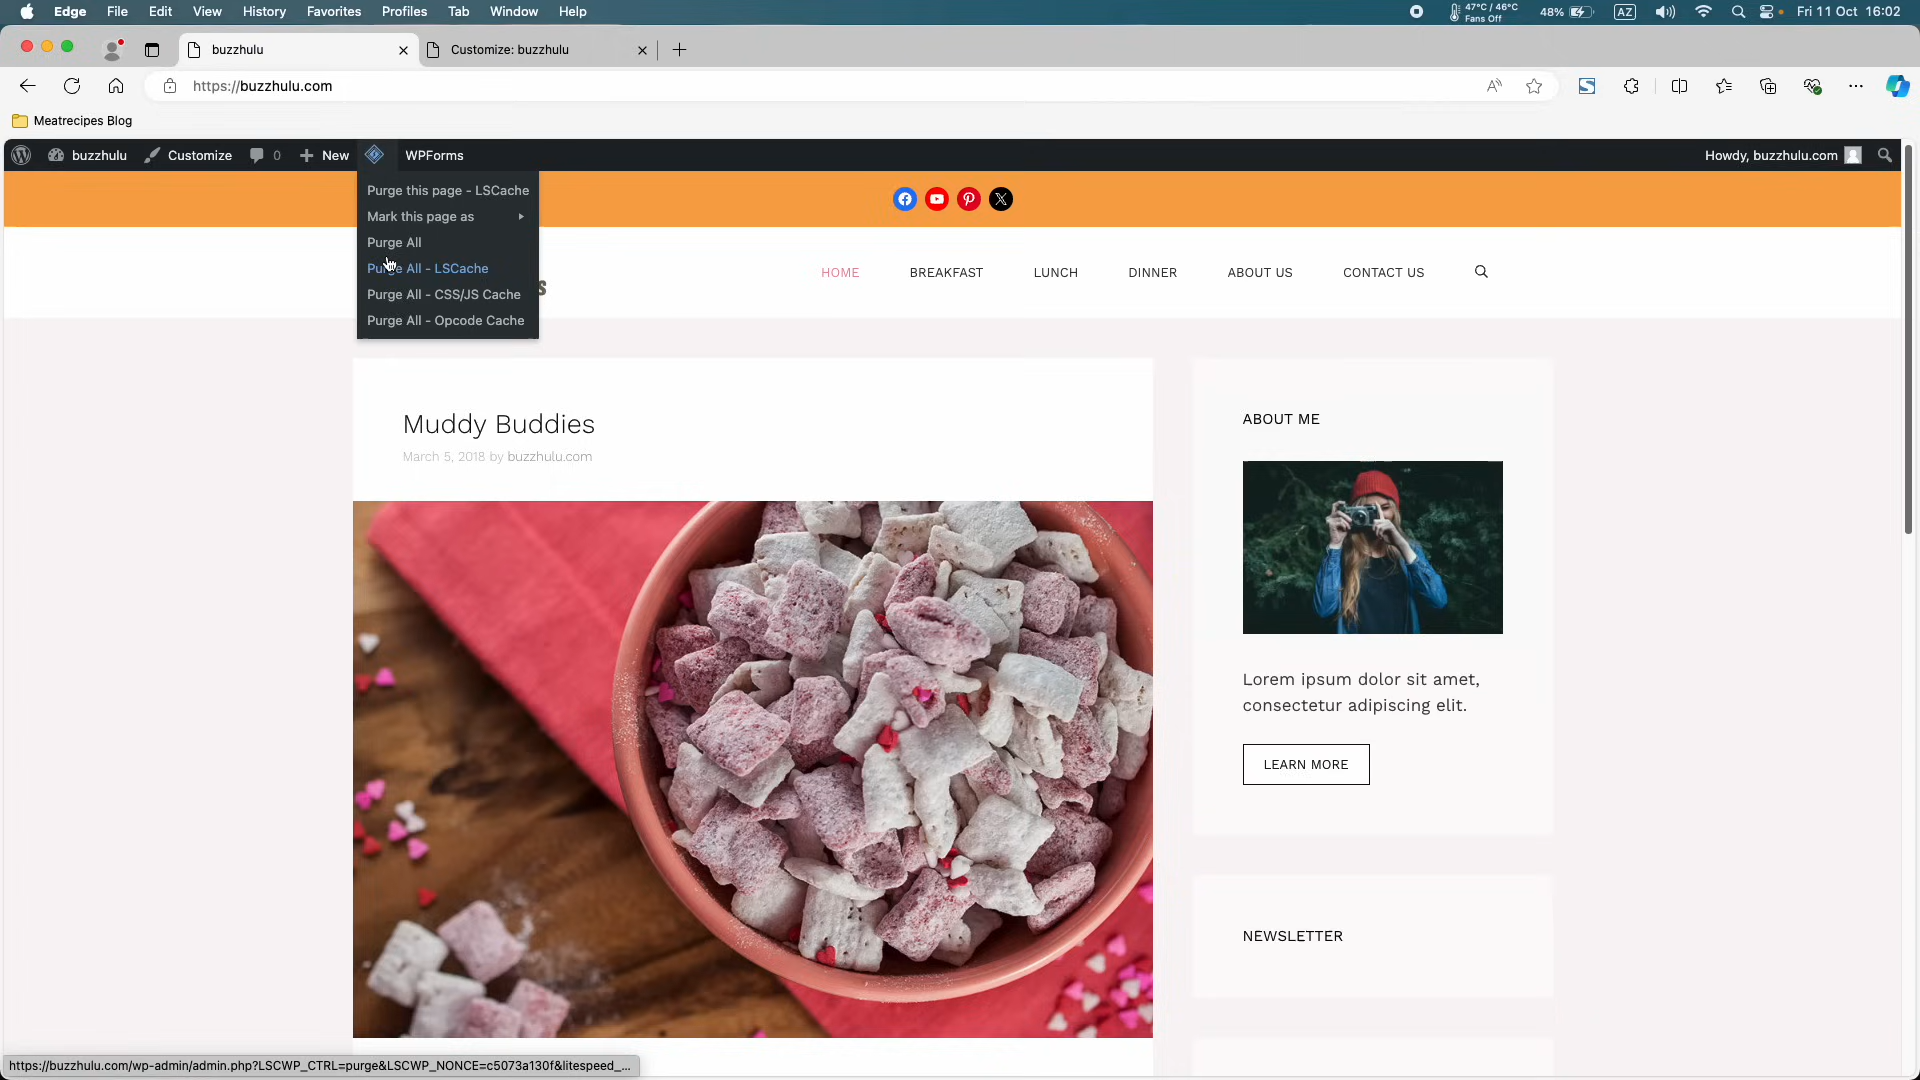 Edge File Edit View History Favorites Profiles Tab Window Help
47°C / 46°C
Fans Off
48% AZ Fri 11 Oct 16:02
buzzhulu
Customize: buzzhulu
https://buzzhulu.com
Meatrecipes Blog
buzzhulu Customize 0 New WPForms Howdy, buzzhulu.com
Purge this page - LSCache
Mark this page as
Purge All
Purge All - LSCache
Purge All - CSS/JS Cache
Purge All - Opcode Cache
HOME BREAKFAST LUNCH DINNER ABOUT US CONTACT US
Muddy Buddies
March 5, 2018 by buzzhulu.com
ABOUT ME
Lorem ipsum dolor sit amet,
consectetur adipiscing elit.
LEARN MORE
NEWSLETTER
https://buzzhulu.com/wp-admin/admin.php?LSCWP_CTRL=purge&LSCWP_NONCE=c5073a130f&litespeed_...